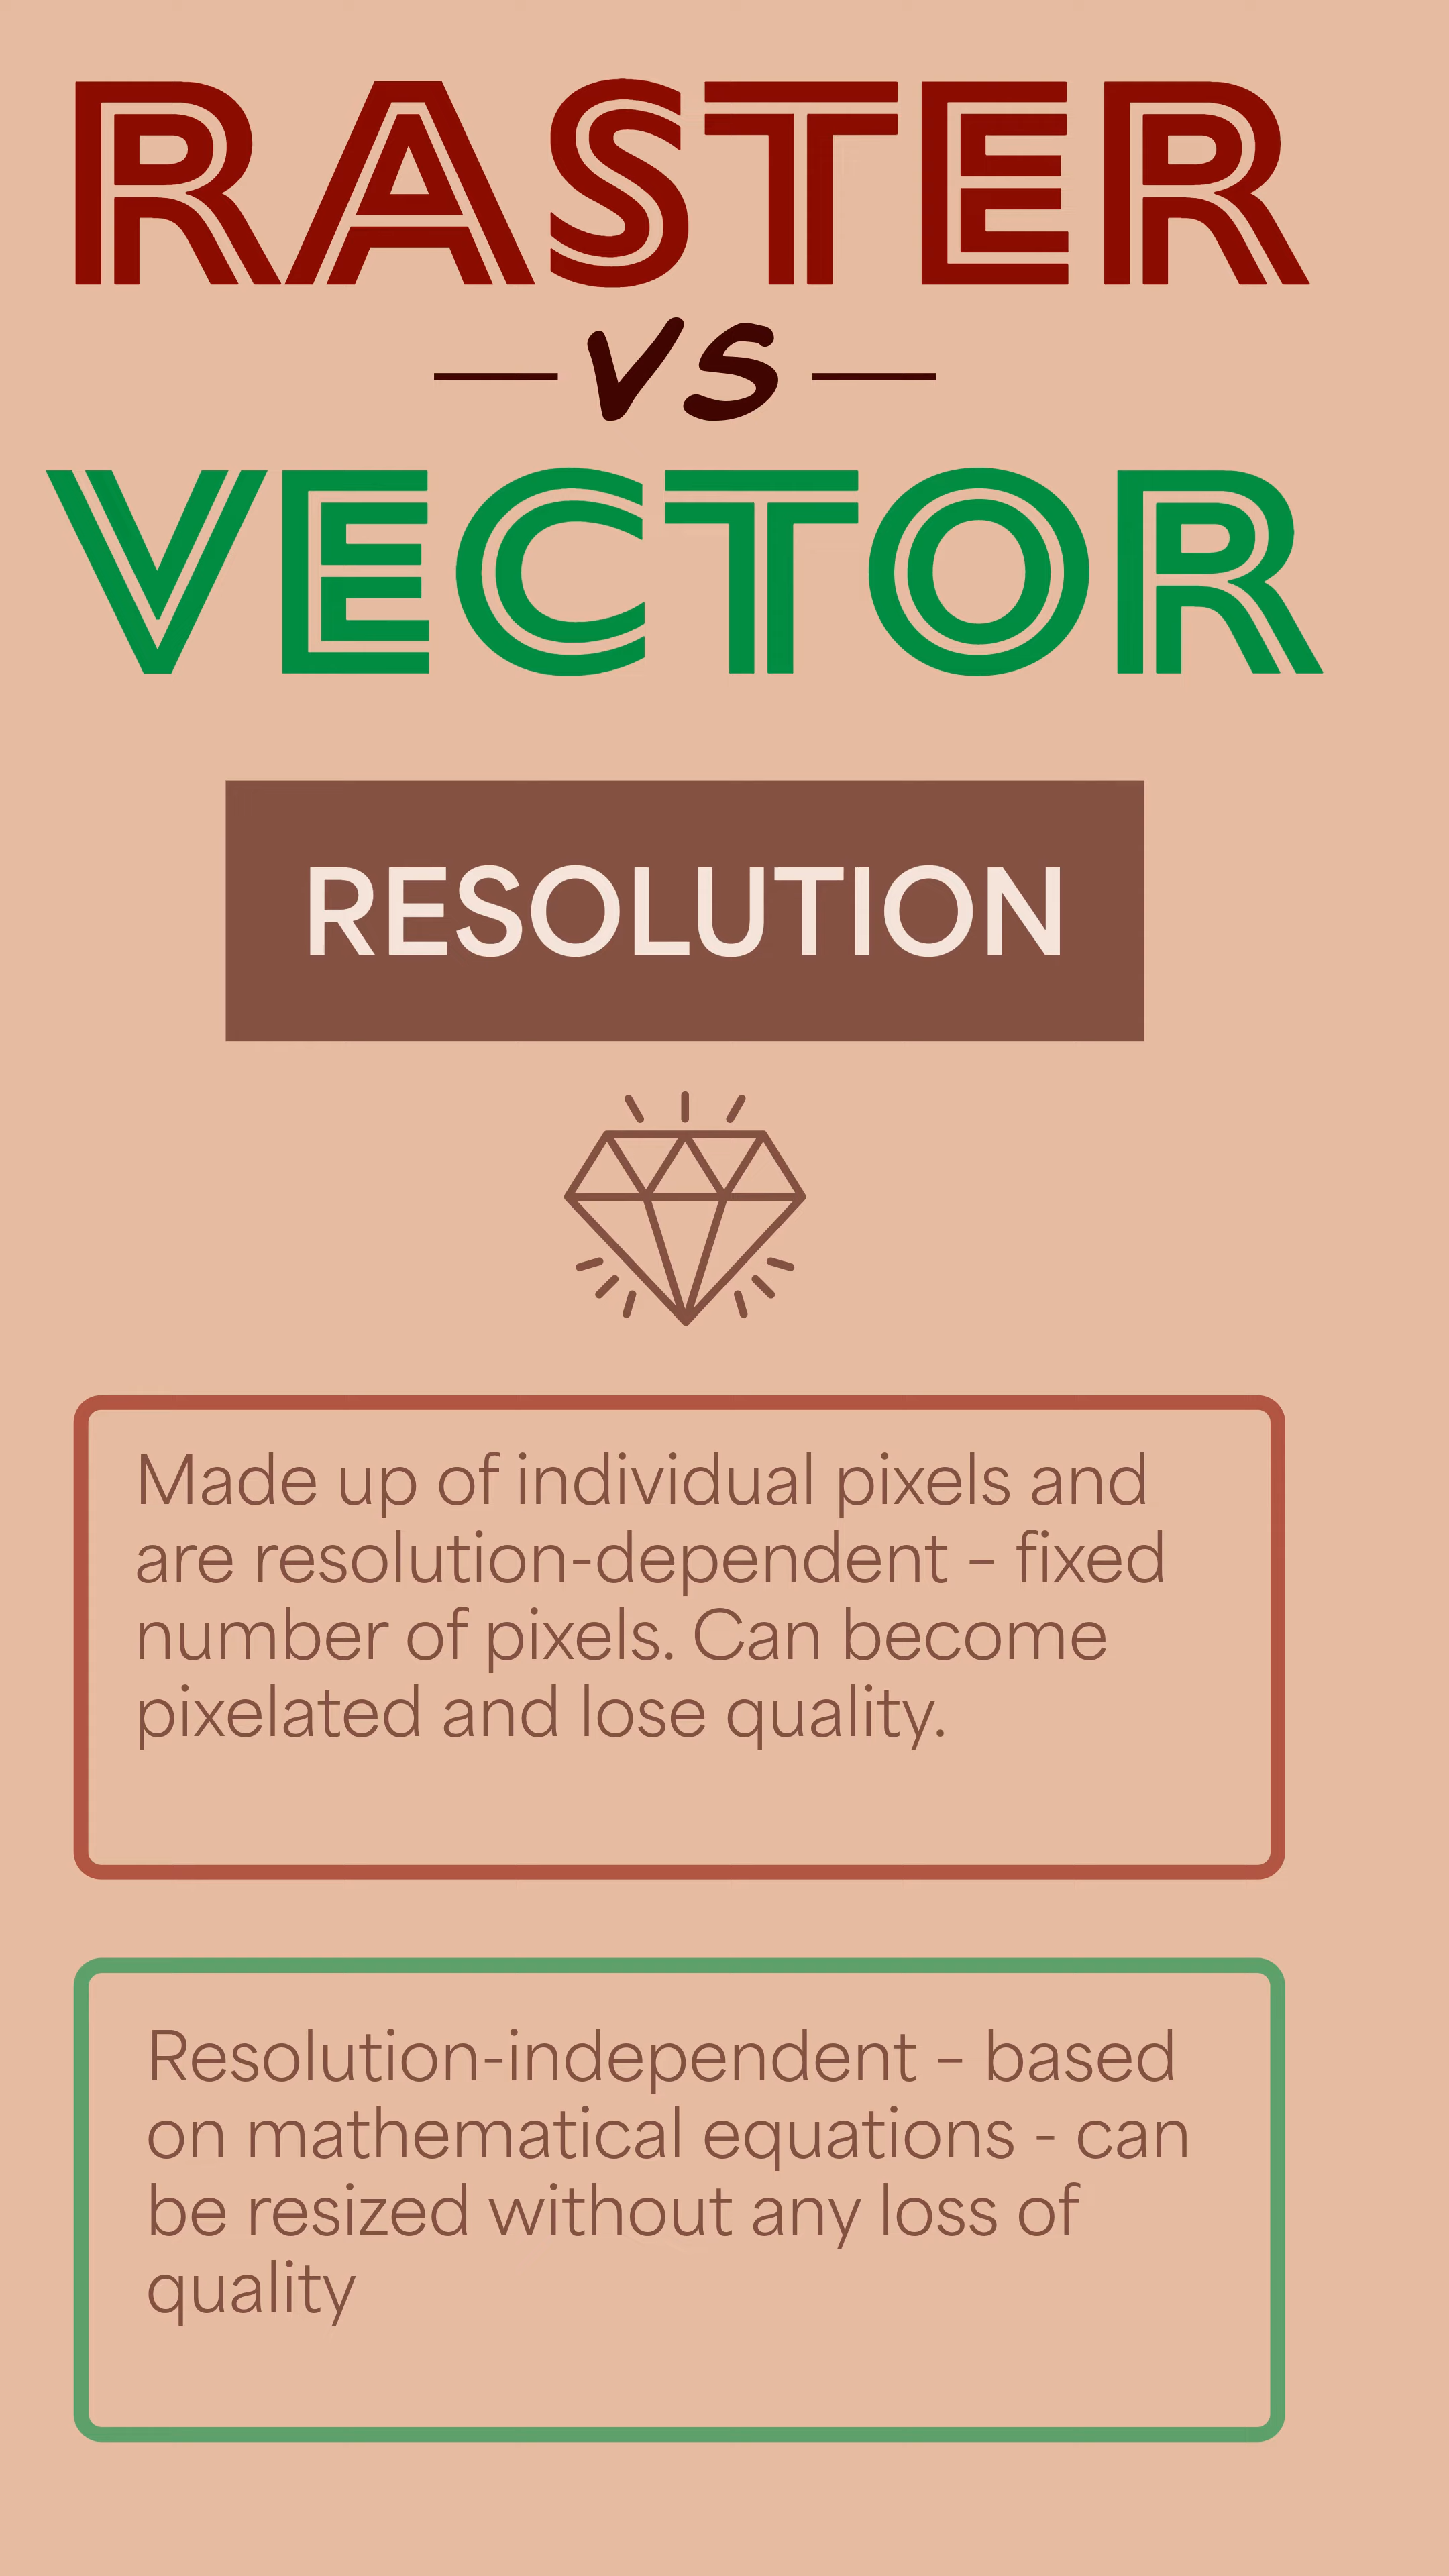 RASTER
VS
VECTOR
RESOLUTION
Made up of individual pixels and
are resolution-dependent – fixed
number of pixels. Can become
pixelated and lose quality.
Resolution-independent – based
on mathematical equations - can
be resized without any loss of
quality